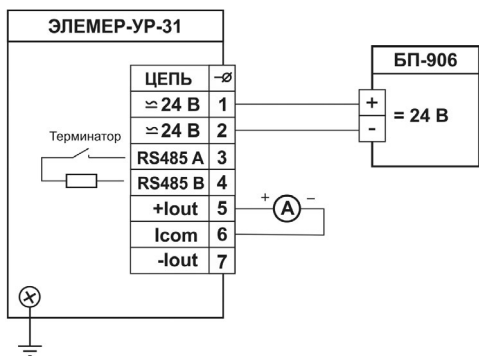 ЭЛЕМЕР-УР-31
БП-906
ЦЕПЬ
≂ 24 В 1
≂ 24 В 2
RS485 A 3
RS485 B 4
+Iout 5
Icom 6
-Iout 7
Терминатор
+ A −
+
-
= 24 В